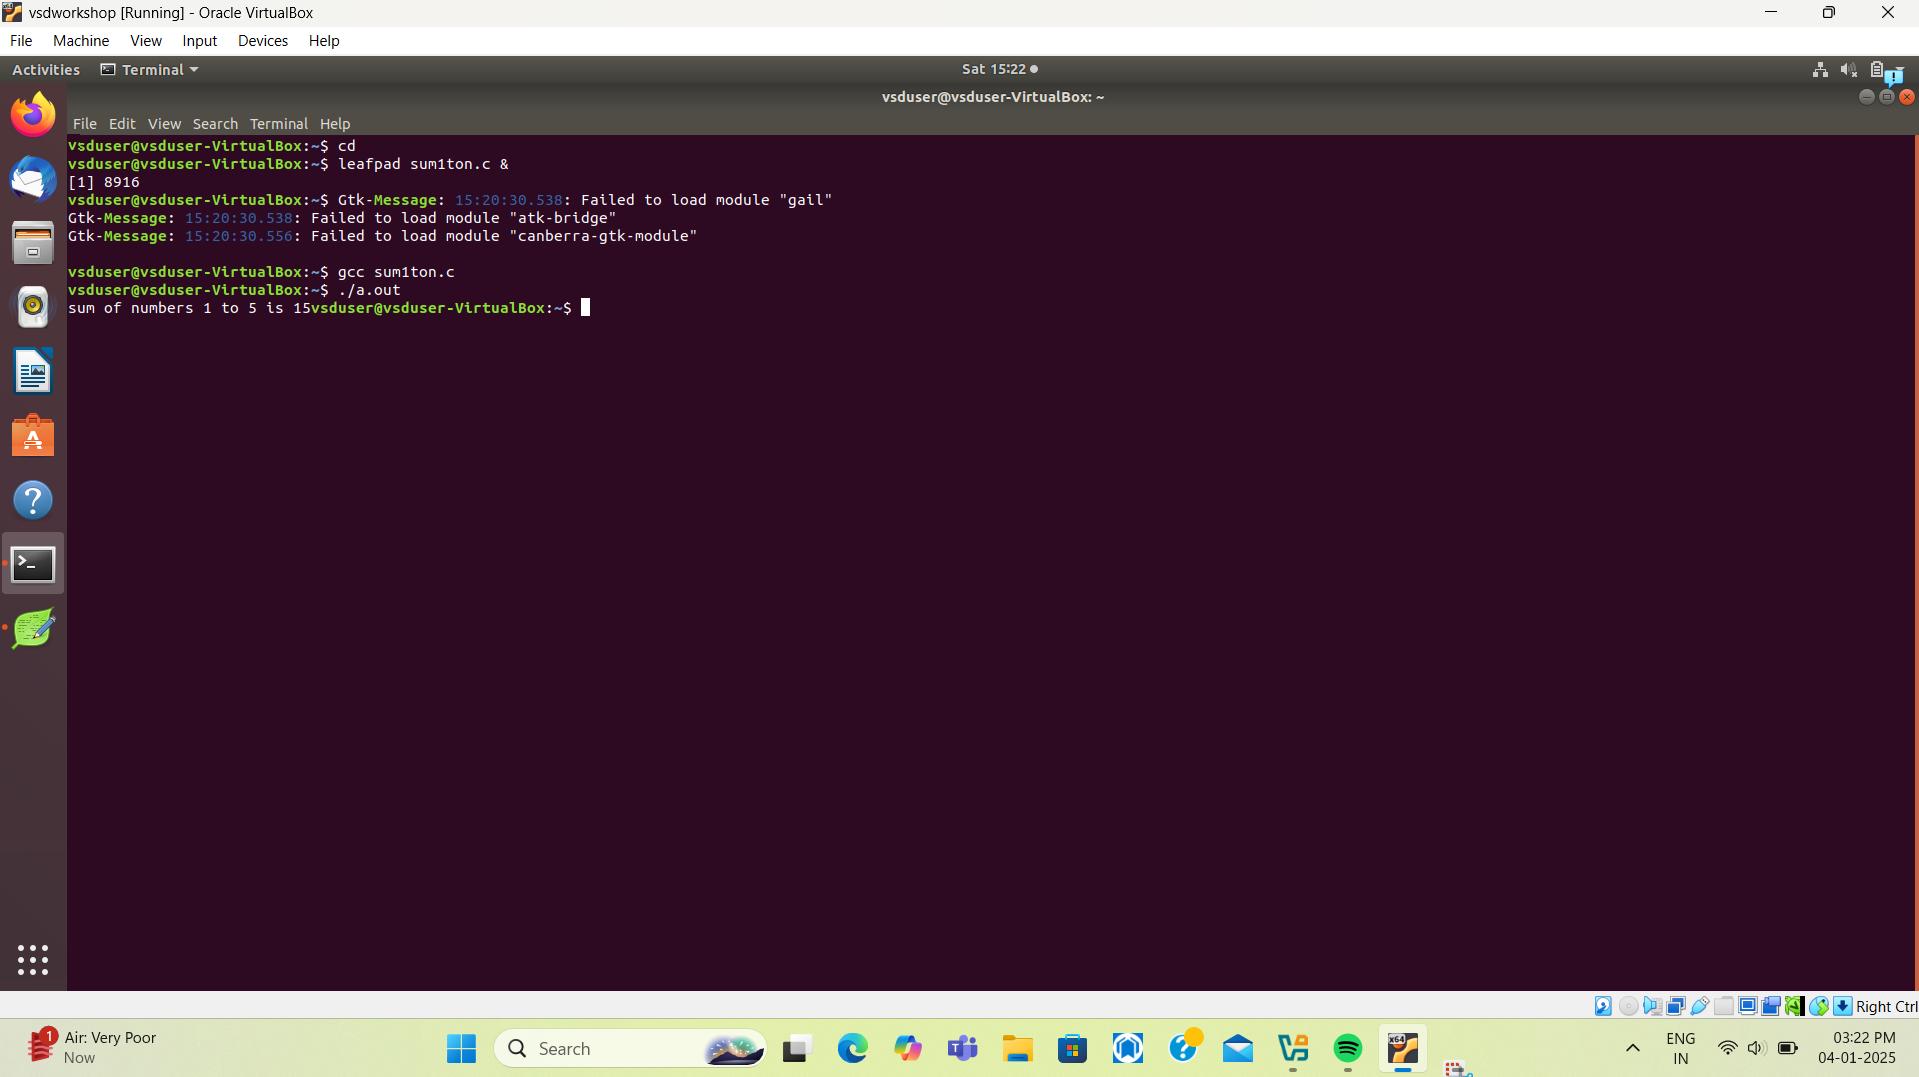 vsdworkshop [Running] - Oracle VirtualBox
File Machine View Input Devices Help
Activities Terminal Sat 15:22
vsduser@vsduser-VirtualBox: ~
File Edit View Search Terminal Help
vsduser@vsduser-VirtualBox:~$ cd
vsduser@vsduser-VirtualBox:~$ leafpad sum1ton.c &
[1] 8916
vsduser@vsduser-VirtualBox:~$ Gtk-Message: 15:20:30.538: Failed to load module "gail"
Gtk-Message: 15:20:30.538: Failed to load module "atk-bridge"
Gtk-Message: 15:20:30.556: Failed to load module "canberra-gtk-module"
vsduser@vsduser-VirtualBox:~$ gcc sum1ton.c
vsduser@vsduser-VirtualBox:~$ ./a.out
sum of numbers 1 to 5 is 15vsduser@vsduser-VirtualBox:~$
Right Ctrl
1 Air: Very Poor
Now
Search
x64
ENG
IN
03:22 PM
04-01-2025